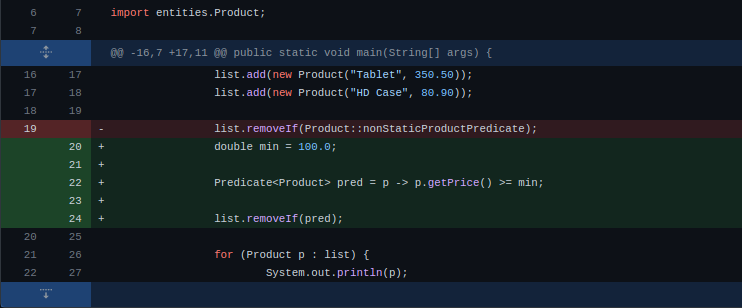 6 7 import entities.Product;
7 8
@@ -16,7 +17,11 @@ public static void main(String[] args) {
16 17 list.add(new Product("Tablet", 350.50));
17 18 list.add(new Product("HD Case", 80.90));
18 19
19 - list.removeIf(Product::nonStaticProductPredicate);
20 + double min = 100.0;
21 +
22 + Predicate<Product> pred = p -> p.getPrice() >= min;
23 +
24 + list.removeIf(pred);
20 25
21 26 for (Product p : list) {
22 27 System.out.println(p);